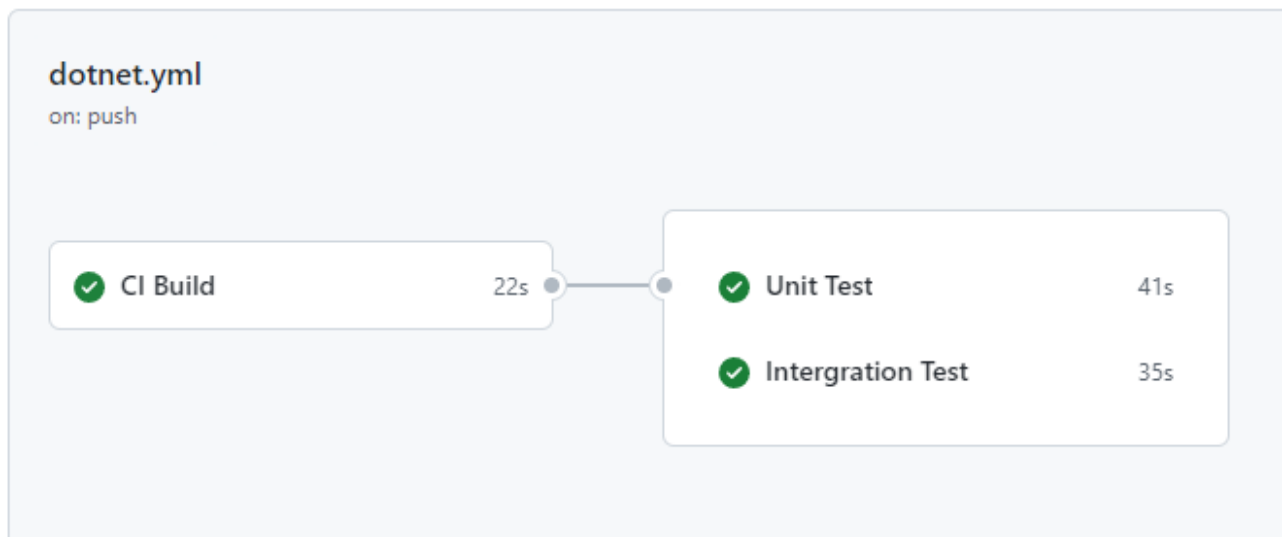 dotnet.yml
on: push
CI Build 22s
Unit Test 41s
Intergration Test 35s